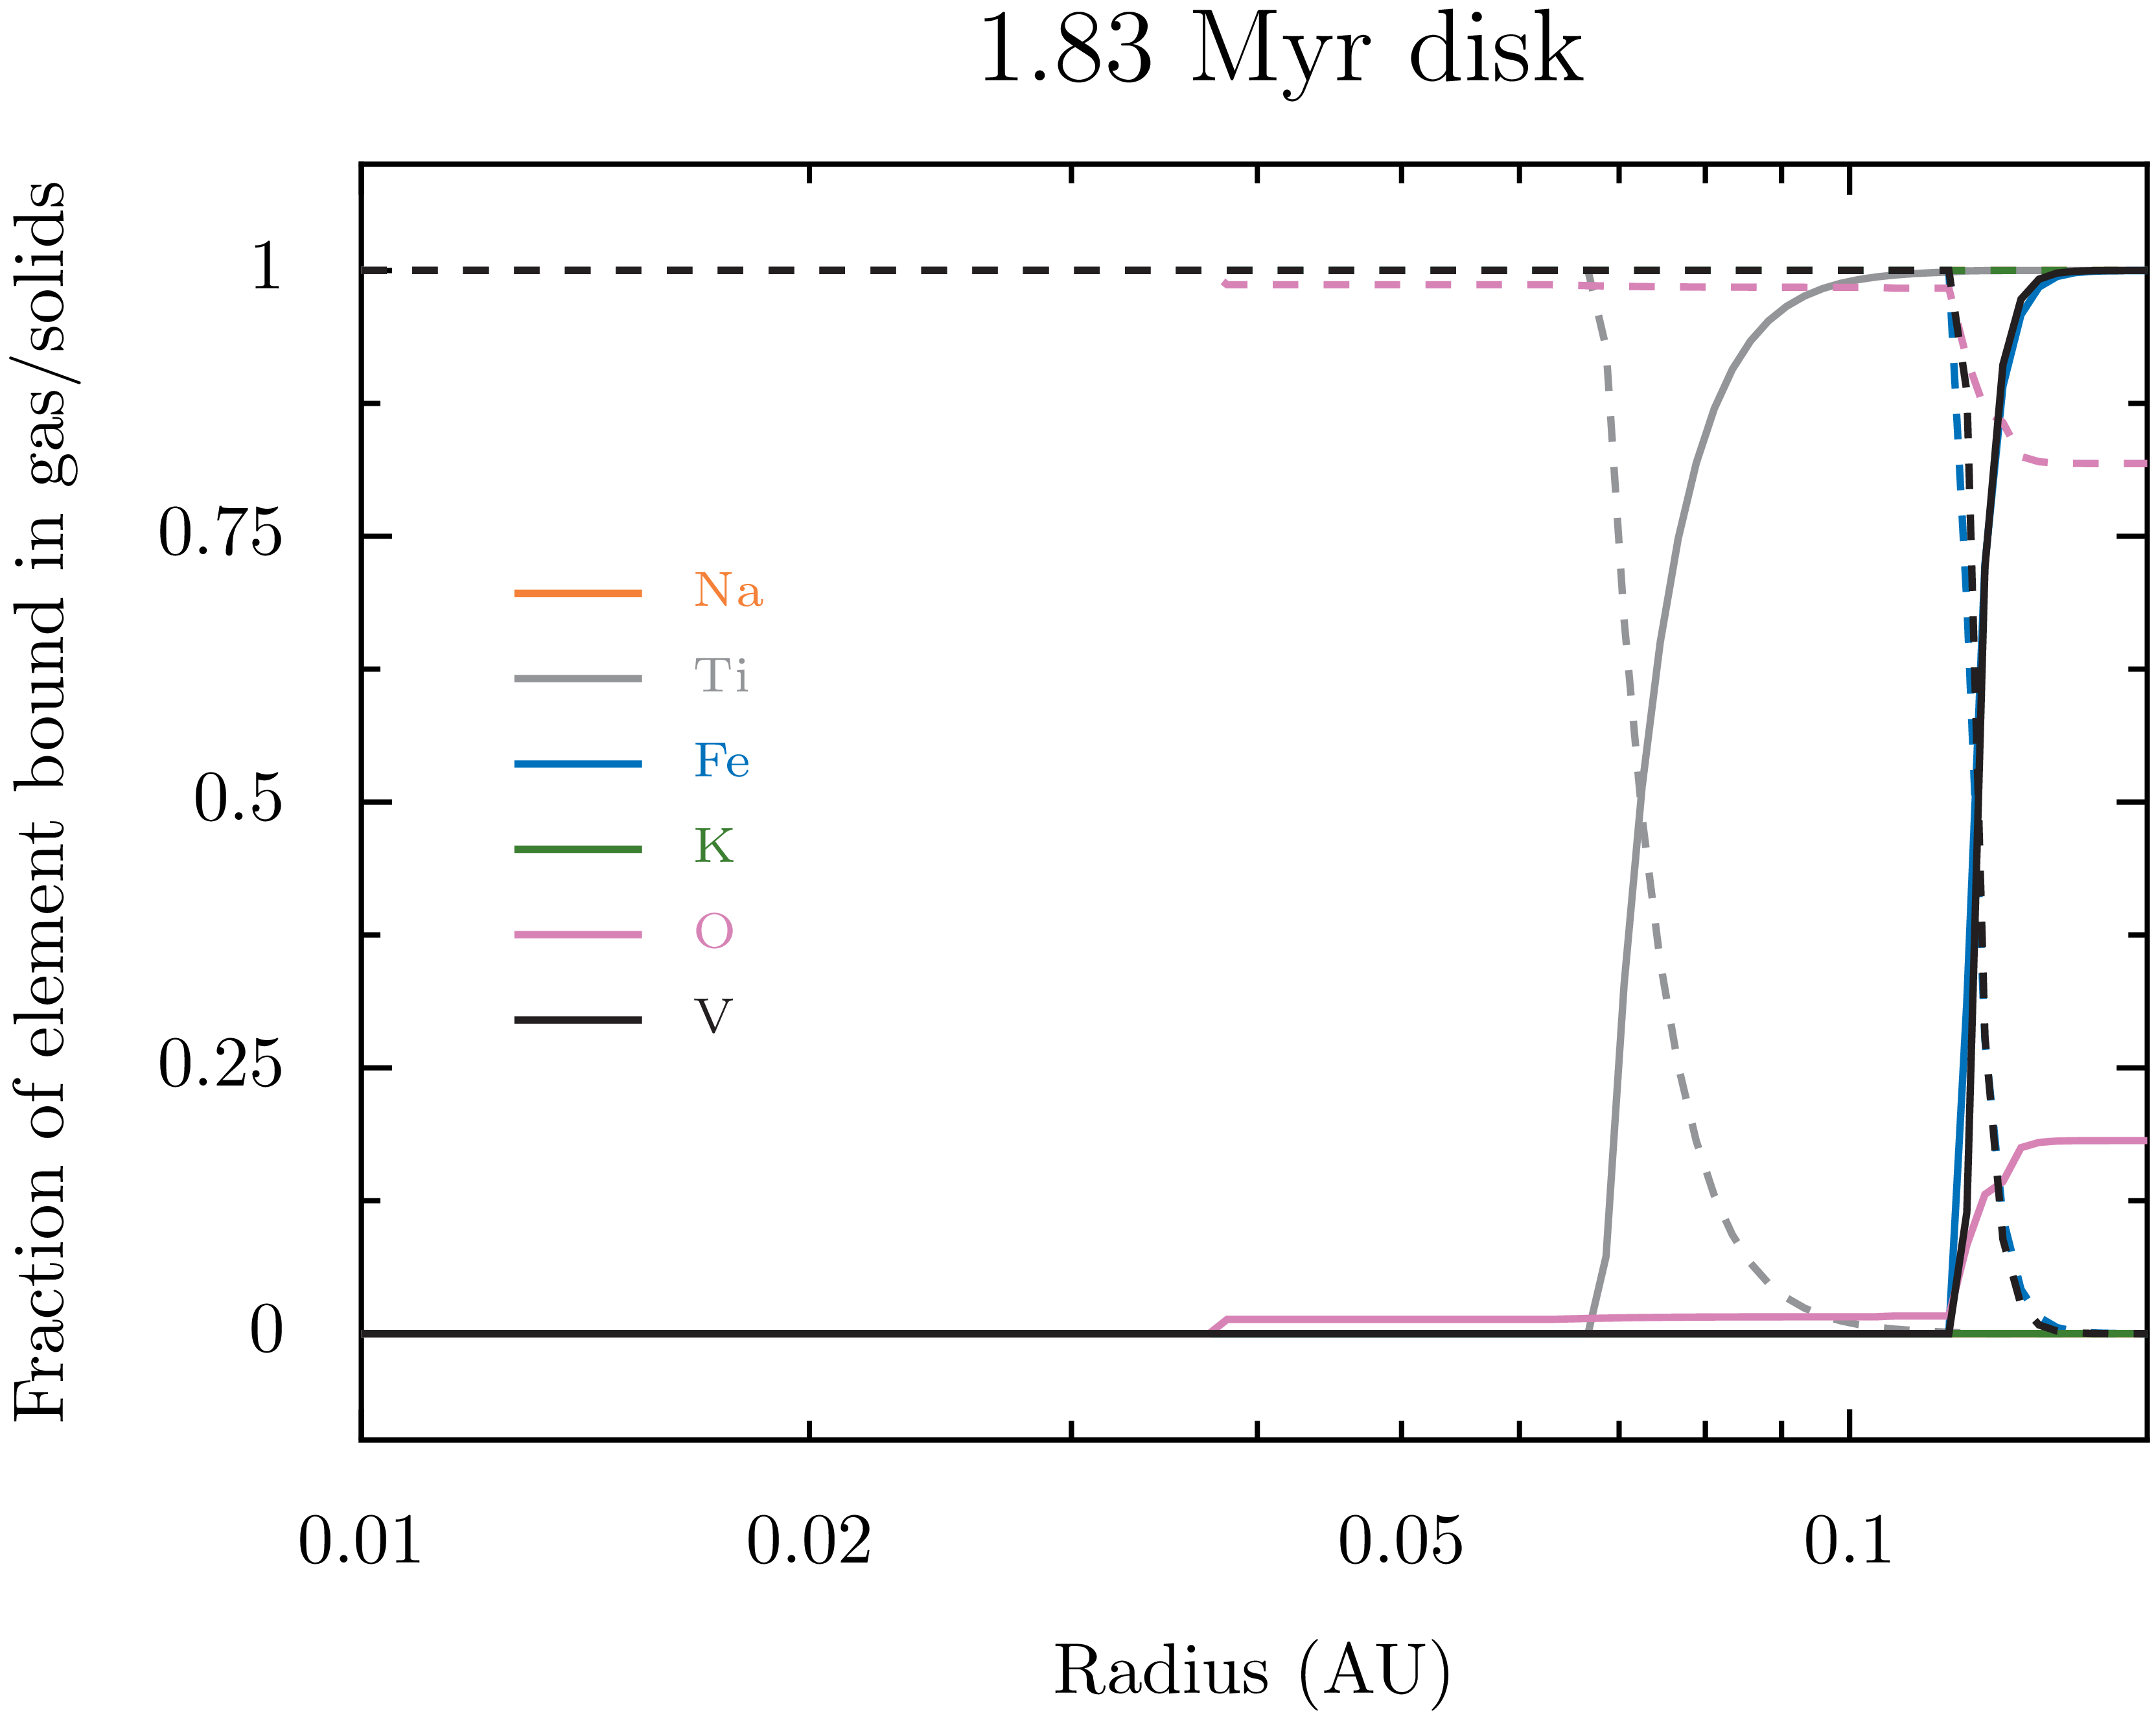 1.83 Myr disk
Fraction of element bound in gas/solids
1
0.75
0.5
0.25
0
Na
Ti
Fe
K
O
V
0.01 0.02 0.05 0.1
Radius (AU)